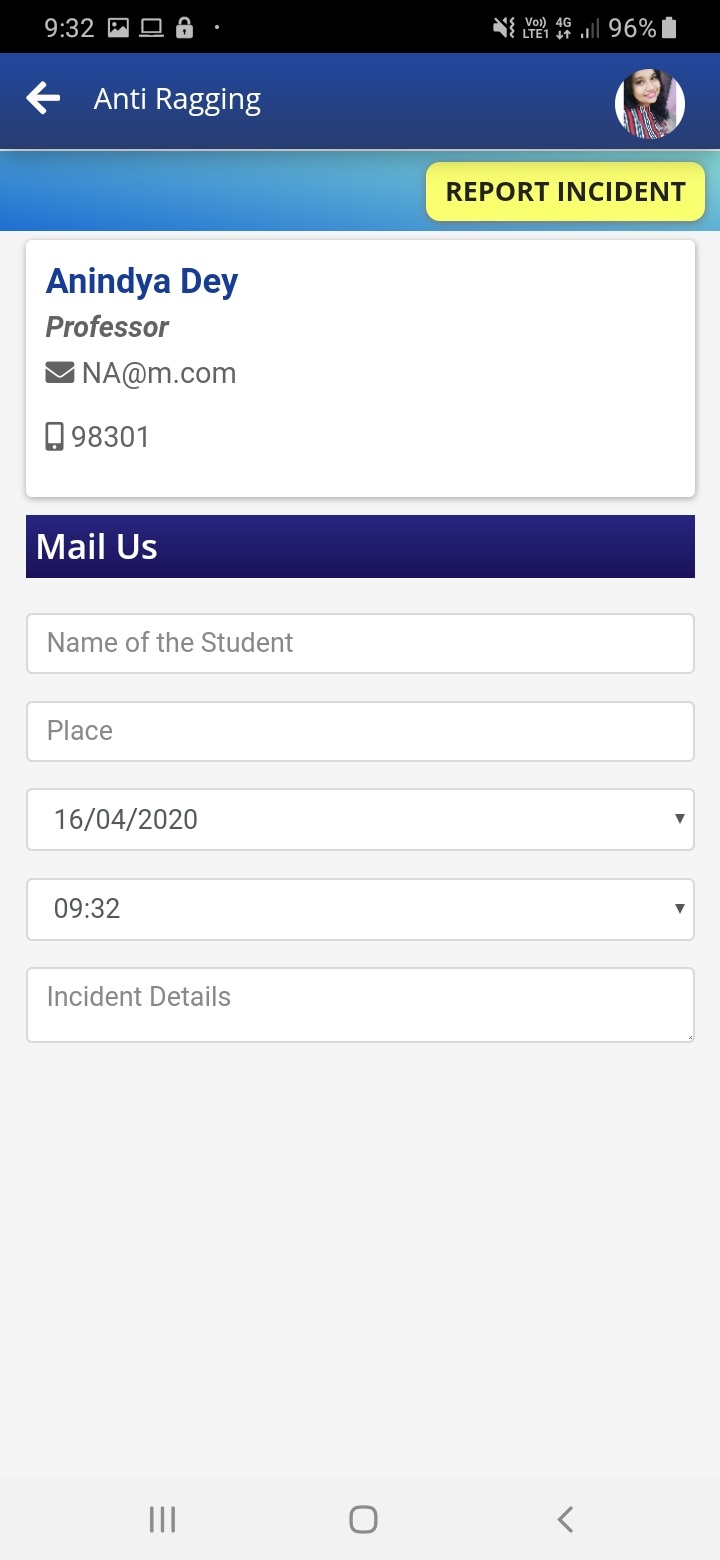 9:32 Vo)) LTE1 4G 96%
Anti Ragging
REPORT INCIDENT
Anindya Dey
Professor
NA@m.com
98301
Mail Us
Name of the Student
Place
16/04/2020
09:32
Incident Details